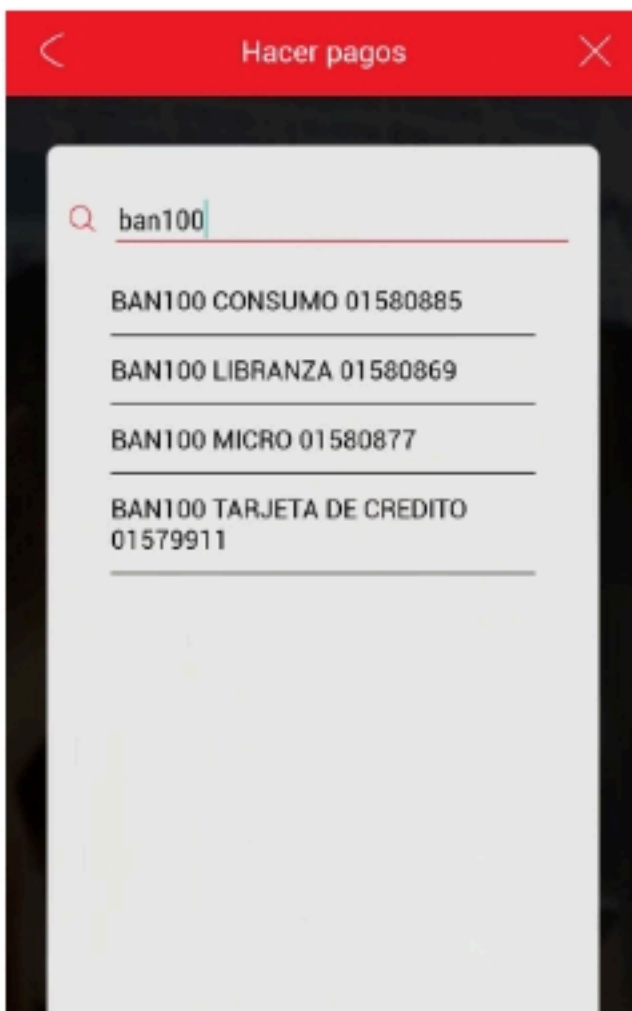 Hacer pagos
ban100
BAN100 CONSUMO 01580885
BAN100 LIBRANZA 01580869
BAN100 MICRO 01580877
BAN100 TARJETA DE CREDITO
01579911